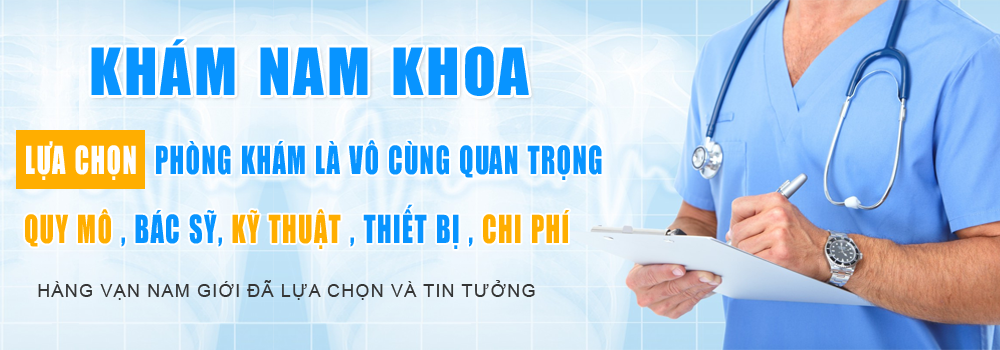 KHÁM NAM KHOA
LỰA CHỌN PHÒNG KHÁM LÀ VÔ CÙNG QUAN TRỌNG
QUY MÔ , BÁC SỸ, KỸ THUẬT , THIẾT BỊ , CHI PHÍ
HÀNG VẠN NAM GIỚI ĐÃ LỰA CHỌN VÀ TIN TƯỞNG